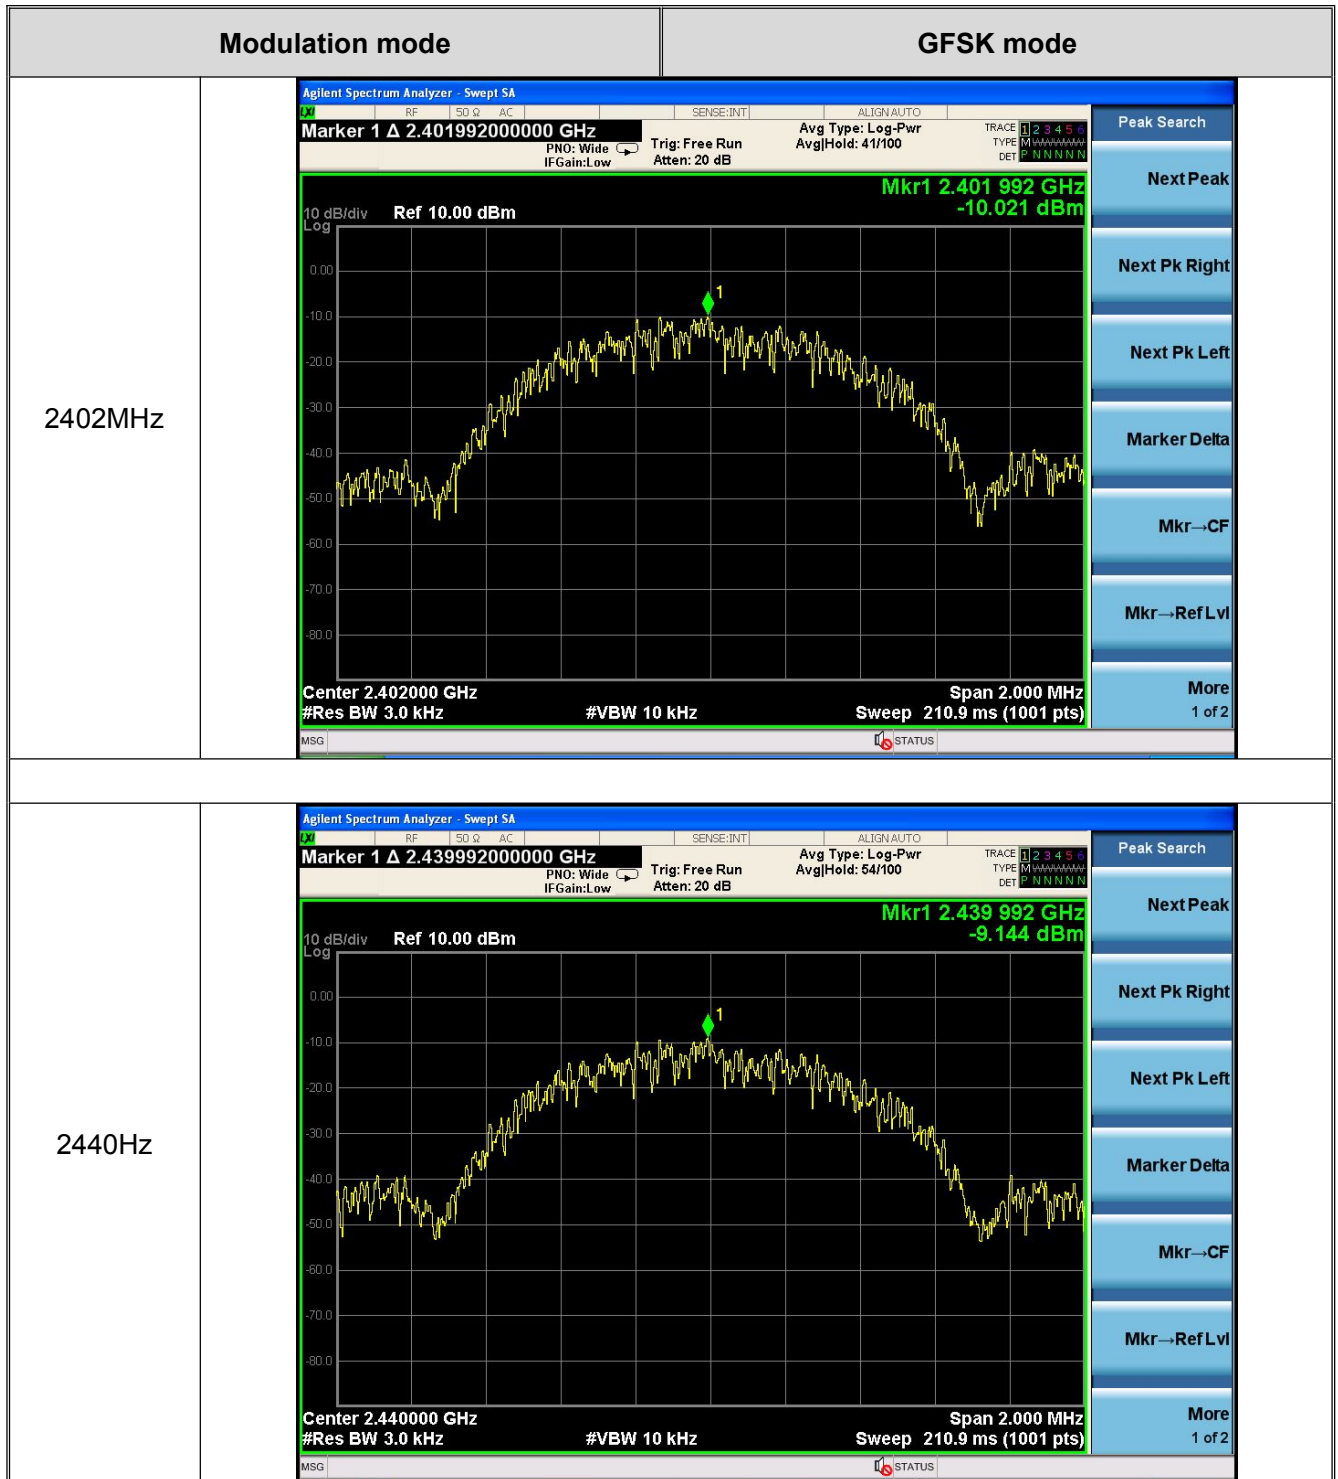 Modulation mode
GFSK mode
2402MHz
Agilent Spectrum Analyzer - Swept SA
LXI RF 50 Ω AC SENSE:INT ALIGN AUTO
Marker 1 Δ 2.401992000000 GHz
PNO: Wide
IFGain:Low
Trig: Free Run
Atten: 20 dB
Avg Type: Log-Pwr
Avg|Hold: 41/100
TRACE 1 2 3 4 5 6
TYPE M
DET P N N N N N
Mkr1 2.401 992 GHz
-10.021 dBm
10 dB/div Ref 10.00 dBm
Log
1
0.00
-10.0
-20.0
-30.0
-40.0
-50.0
-60.0
-70.0
-80.0
Center 2.402000 GHz
Span 2.000 MHz
#Res BW 3.0 kHz
#VBW 10 kHz
Sweep 210.9 ms (1001 pts)
MSG
STATUS
Peak Search
Next Peak
Next Pk Right
Next Pk Left
Marker Delta
Mkr→CF
Mkr→Ref Lvl
More
1 of 2
2440Hz
Agilent Spectrum Analyzer - Swept SA
LXI RF 50 Ω AC SENSE:INT ALIGN AUTO
Marker 1 Δ 2.439992000000 GHz
PNO: Wide
IFGain:Low
Trig: Free Run
Atten: 20 dB
Avg Type: Log-Pwr
Avg|Hold: 54/100
TRACE 1 2 3 4 5 6
TYPE M
DET P N N N N N
Mkr1 2.439 992 GHz
-9.144 dBm
10 dB/div Ref 10.00 dBm
Log
1
0.00
-10.0
-20.0
-30.0
-40.0
-50.0
-60.0
-70.0
-80.0
Center 2.440000 GHz
Span 2.000 MHz
#Res BW 3.0 kHz
#VBW 10 kHz
Sweep 210.9 ms (1001 pts)
MSG
STATUS
Peak Search
Next Peak
Next Pk Right
Next Pk Left
Marker Delta
Mkr→CF
Mkr→Ref Lvl
More
1 of 2